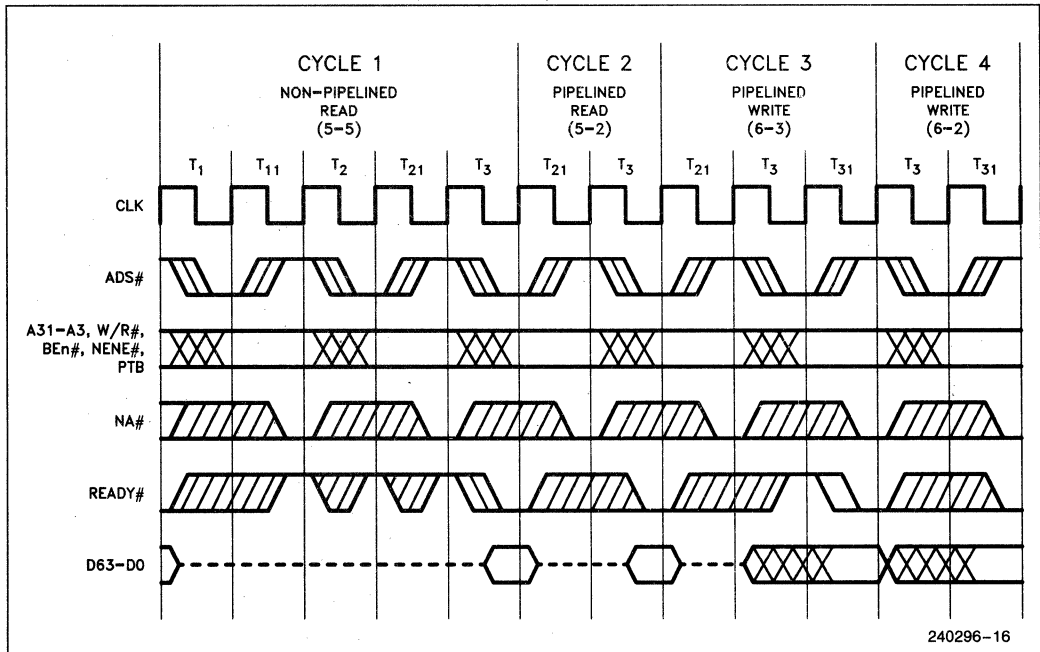 CYCLE 1
NON-PIPELINED
READ
(5-5)
CYCLE 2
PIPELINED
READ
(5-2)
CYCLE 3
PIPELINED
WRITE
(6-3)
CYCLE 4
PIPELINED
WRITE
(6-2)
T1 T11 T2 T21 T3 T21 T3 T21 T3 T31 T3 T31
CLK
ADS#
A31-A3, W/R#,
BEn#, NENE#,
PTB
NA#
READY#
D63-D0
240296-16